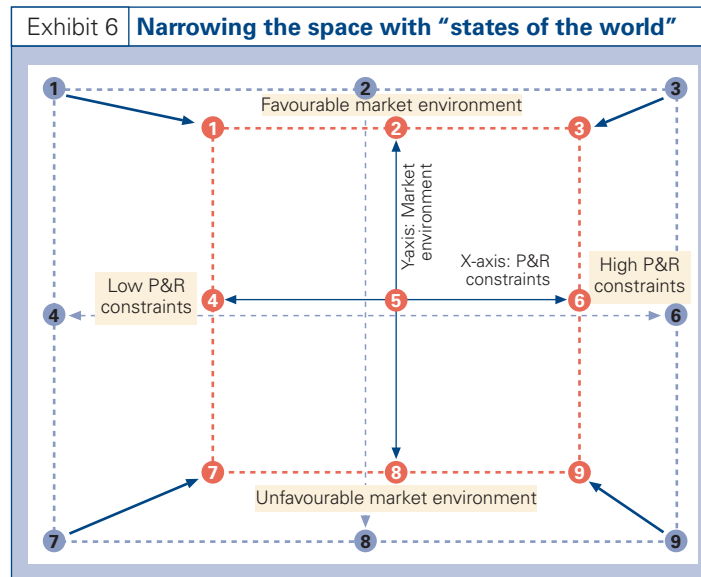 Exhibit 6 Narrowing the space with “states of the world”
1 2 3
Favourable market environment
1 2 3
Y-axis: Market
environment
X-axis: P&R
constraints
Low P&R
constraints
High P&R
constraints
4 5 6
4 6
7 8 9
Unfavourable market environment
7 8 9